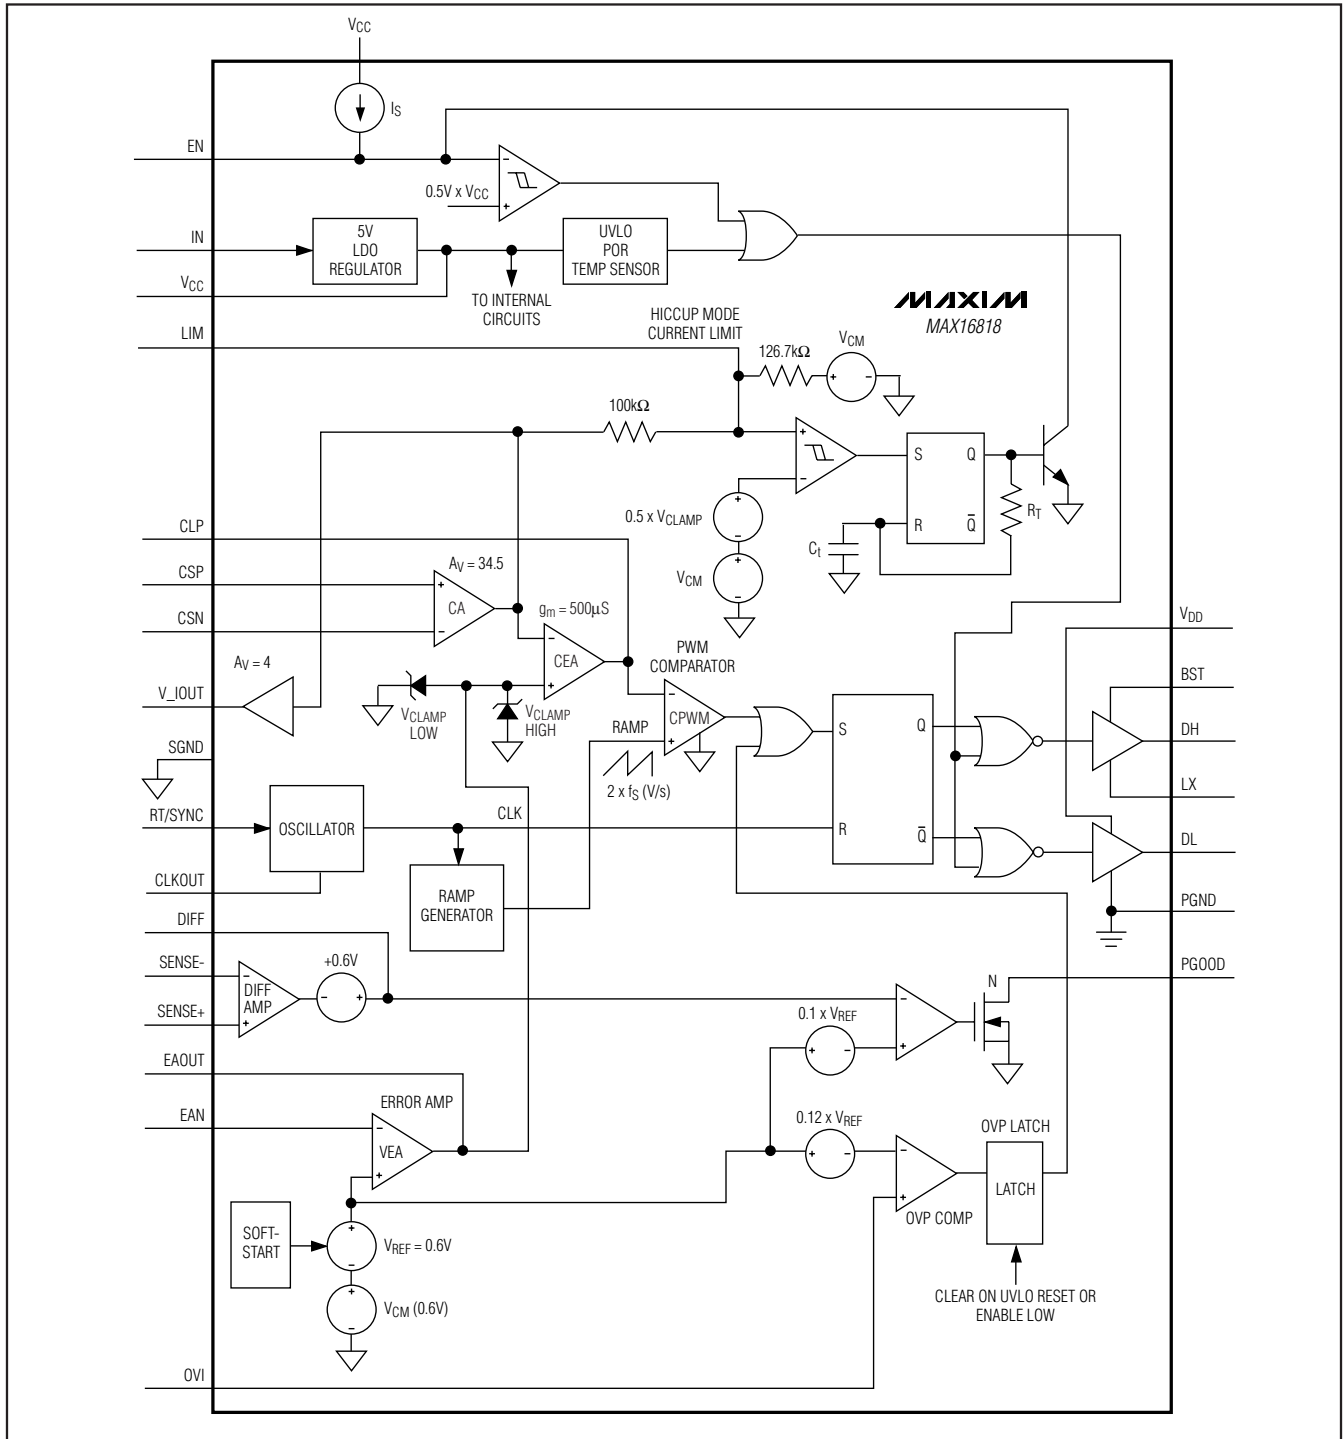 VCC
IS
EN
0.5V x VCC
-
+
IN
5V
LDO
REGULATOR
UVLO
POR
TEMP SENSOR
VCC
TO INTERNAL
CIRCUITS
MAXIM
MAX16818
LIM
HICCUP MODE
CURRENT LIMIT
126.7kΩ
VCM
+ -
100kΩ
+
-
S Q
R Q̅
RT
Ct
0.5 x VCLAMP
+
-
VCM
+
-
CLP
CSP
CSN
AV = 34.5
+
CA
-
gm = 500µS
-
CEA
+
AV = 4
V_IOUT
VCLAMP
LOW
VCLAMP
HIGH
PWM
COMPARATOR
-
CPWM
+
RAMP
2 x fS (V/s)
S Q
R Q̅
VDD
BST
DH
LX
DL
PGND
PGOOD
SGND
RT/SYNC
OSCILLATOR
CLK
CLKOUT
RAMP
GENERATOR
DIFF
SENSE-
SENSE+
-
DIFF
AMP
+
+0.6V
- +
N
-
+
0.1 x VREF
+ -
EAOUT
EAN
ERROR AMP
-
VEA
+
0.12 x VREF
+ -
-
+
OVP COMP
OVP LATCH
LATCH
SOFT-
START
+
-
VREF = 0.6V
+
-
VCM (0.6V)
CLEAR ON UVLO RESET OR
ENABLE LOW
OVI